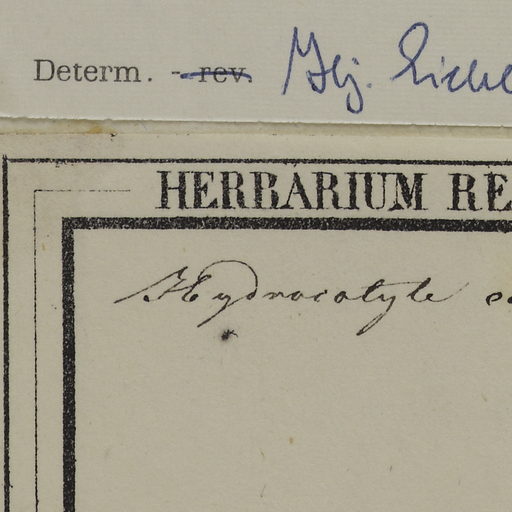 Determ. - rev.
HERBARIUM RE
Hydrocotyle